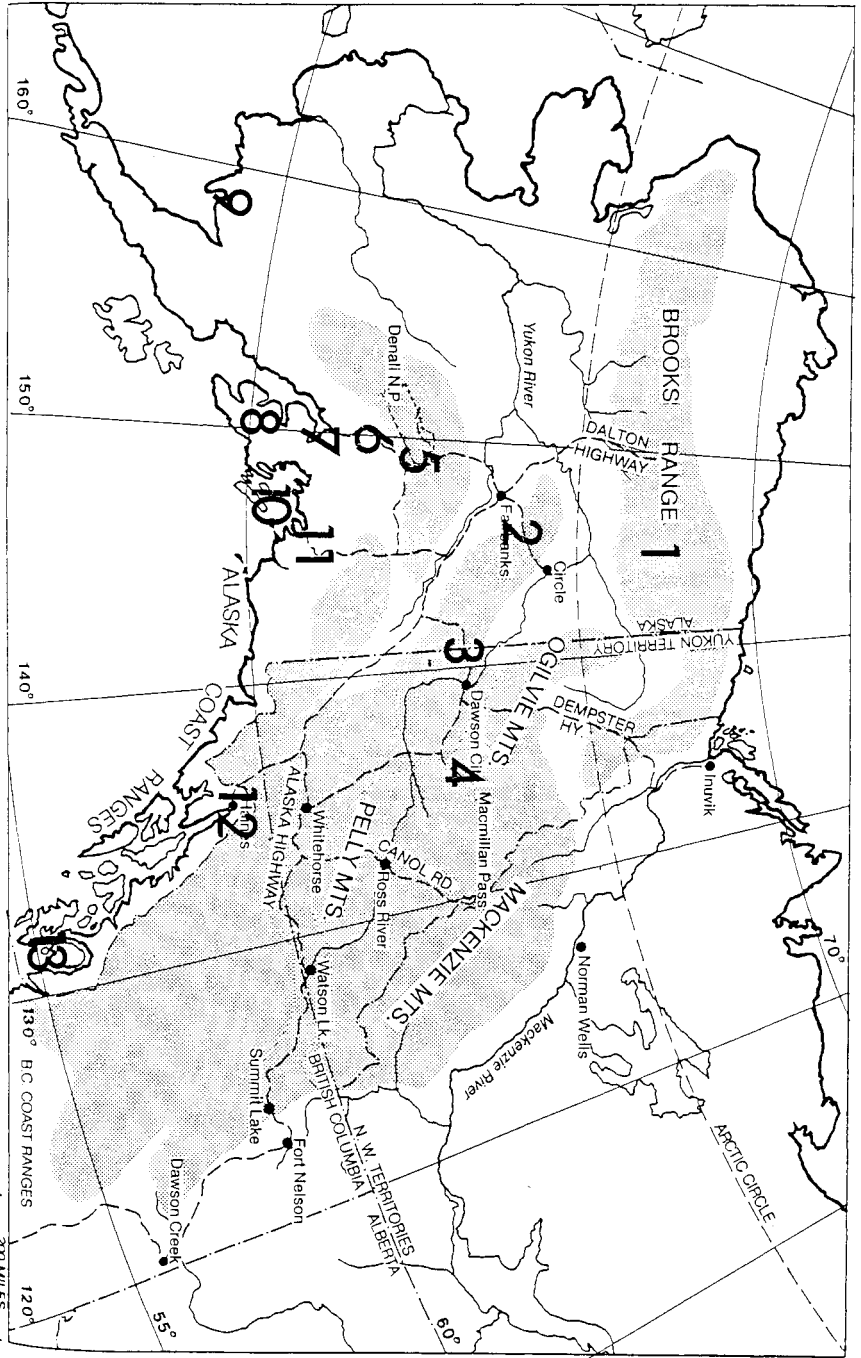 160°
150°
140°
130°
120°
70°
60°
55°
BROOKS RANGE
DALTON
HIGHWAY
Yukon River
Denali N.P.
Fairbanks
Circle
ALASKA
YUKON TERRITORY
OGILVIE MTS
DEMPSTER
HY
Dawson City
Inuvik
Macmillan Pass
MACKENZIE MTS.
Norman Wells
Mackenzie River
ARCTIC CIRCLE
CANOL RD
Ross River
PELLY MTS.
Whitehorse
ALASKA HIGHWAY
Haines
ALASKA
COAST
RANGES
Watson Lk.
Summit Lake
Fort Nelson
Dawson Creek
BRITISH COLUMBIA
N. W. TERRITORIES
ALBERTA
B.C. COAST RANGES
200 MILES
1
2
3
4
5
6
7
8
9
10
11
12
13